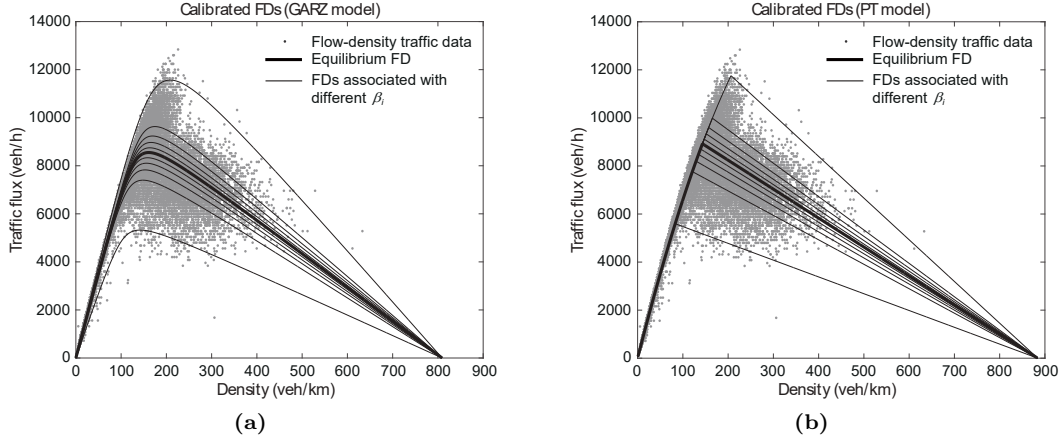 Calibrated FDs (GARZ model)
14000
12000
10000
8000
6000
4000
2000
0
Traffic flux (veh/h)
Flow-density traffic data
Equilibrium FD
FDs associated with
different βi
0 100 200 300 400 500 600 700 800 900
Density (veh/km)
(a)
Calibrated FDs (PT model)
14000
12000
10000
8000
6000
4000
2000
0
Traffic flux (veh/h)
Flow-density traffic data
Equilibrium FD
FDs associated with
different βi
0 100 200 300 400 500 600 700 800 900
Density (veh/km)
(b)